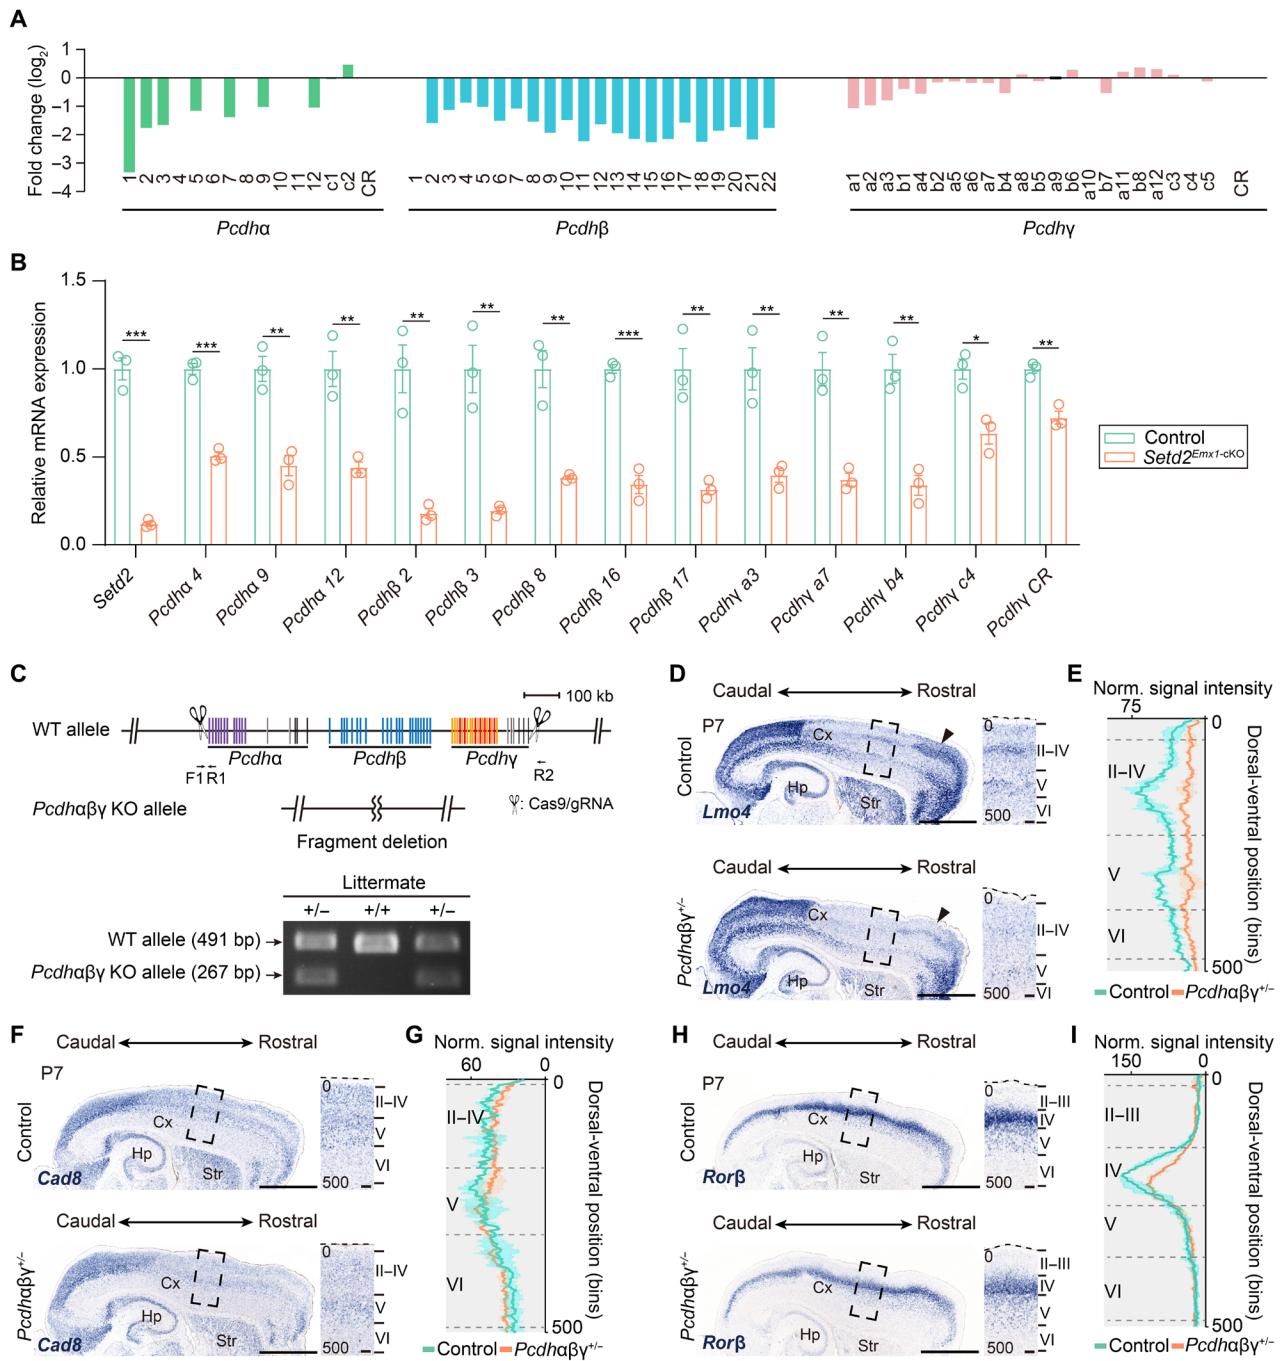 A
Fold change (log2)
1
0
−1
−2
−3
−4
1 2 3 4 5 6 7 8 9 10 11 12 c1 c2 CR
1 2 3 4 5 6 7 8 9 10 11 12 13 14 15 16 17 18 19 20 21 22
a1 a2 a3 b1 a4 b2 a5 a6 a7 b4 a8 b5 a9 b6 a10 b7 a11 b8 a12 c3 c4 c5 CR
Pcdhα Pcdhβ Pcdhγ
B
Relative mRNA expression
1.5
1.0
0.5
0.0
*** *** ** ** ** ** ** *** ** ** ** ** * **
Control
Setd2Emx1-cKO
Setd2 Pcdhα 4 Pcdhα 9 Pcdhα 12 Pcdhβ 2 Pcdhβ 3 Pcdhβ 8 Pcdhβ 16 Pcdhβ 17 Pcdhγ a3 Pcdhγ a7 Pcdhγ b4 Pcdhγ c4 Pcdhγ CR
C
100 kb
WT allele
Pcdhα Pcdhβ Pcdhγ
F1 R1 R2
Pcdhαβγ KO allele
: Cas9/gRNA
Fragment deletion
Littermate
+/− +/+ +/−
WT allele (491 bp)
Pcdhαβγ KO allele (267 bp)
D
Caudal Rostral
P7
Control
Cx
Hp
Str
Lmo4
0
II–IV
V
VI
500
Caudal Rostral
Pcdhαβγ+/−
Cx
Hp
Str
Lmo4
0
II–IV
V
VI
500
E
Norm. signal intensity
75 0
0
II–IV
V
VI
500
Dorsal-ventral position (bins)
Control Pcdhαβγ+/−
F
Caudal Rostral
P7
Control
Cx
Hp
Str
Cad8
0
II–IV
V
VI
500
Caudal Rostral
Pcdhαβγ+/−
Cx
Hp
Str
Cad8
0
II–IV
V
VI
500
G
Norm. signal intensity
60 0
0
II–IV
V
VI
500
Dorsal-ventral position (bins)
Control Pcdhαβγ+/−
H
Caudal Rostral
P7
Control
Cx
Hp
Str
Rorβ
0
II–III
IV
V
VI
500
Caudal Rostral
Pcdhαβγ+/−
Cx
Hp
Str
Rorβ
0
II–III
IV
V
VI
500
I
Norm. signal intensity
150 0
0
II–III
IV
V
VI
500
Dorsal-ventral position (bins)
Control Pcdhαβγ+/−